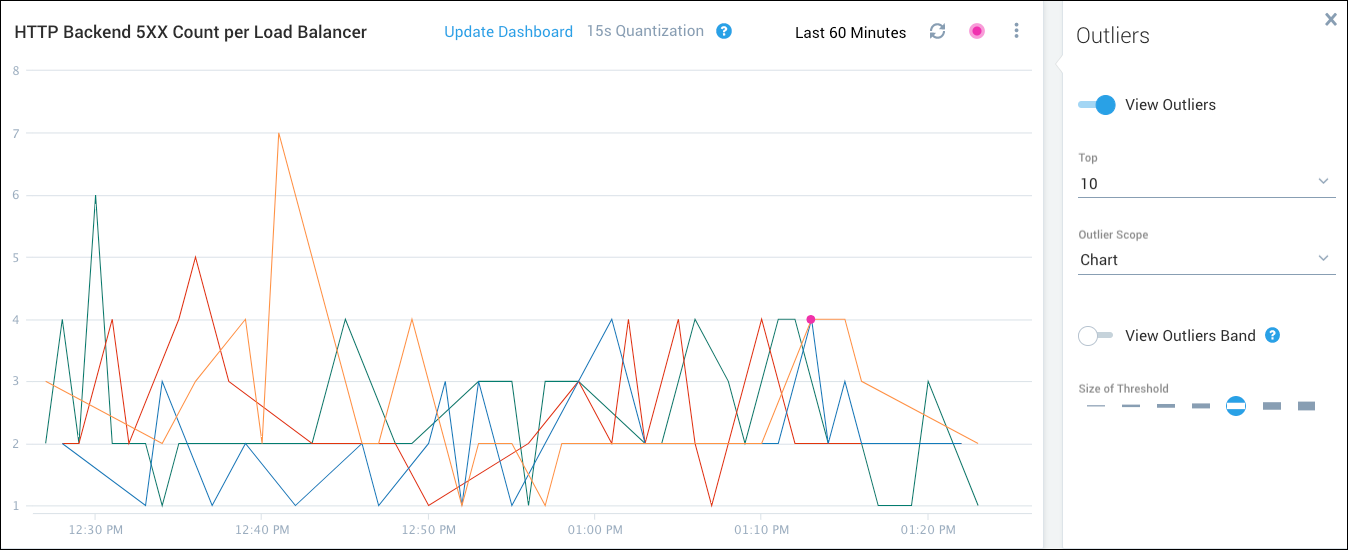 HTTP Backend 5XX Count per Load Balancer Update Dashboard 15s Quantization ? Last 60 Minutes
8
7
6
5
4
3
2
1
12:30 PM 12:40 PM 12:50 PM 01:00 PM 01:10 PM 01:20 PM
Outliers
View Outliers
Top
10
Outlier Scope
Chart
View Outliers Band ?
Size of Threshold